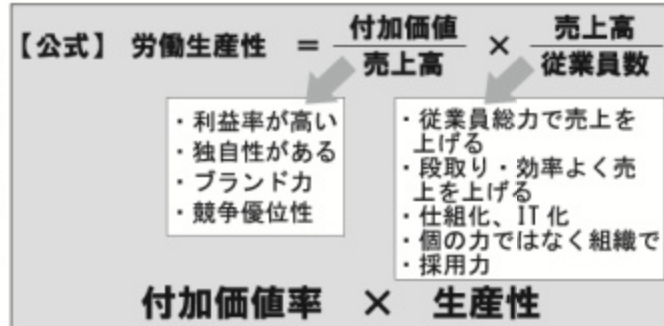 【公式】 労働生産性 = 付加価値/売上高 × 売上高/従業員数
・利益率が高い
・独自性がある
・ブランド力
・競争優位性
・従業員総力で売上を
上げる
・段取り・効率よく売
上を上げる
・仕組化、IT化
・個の力ではなく組織で
・採用力
付加価値率 × 生産性